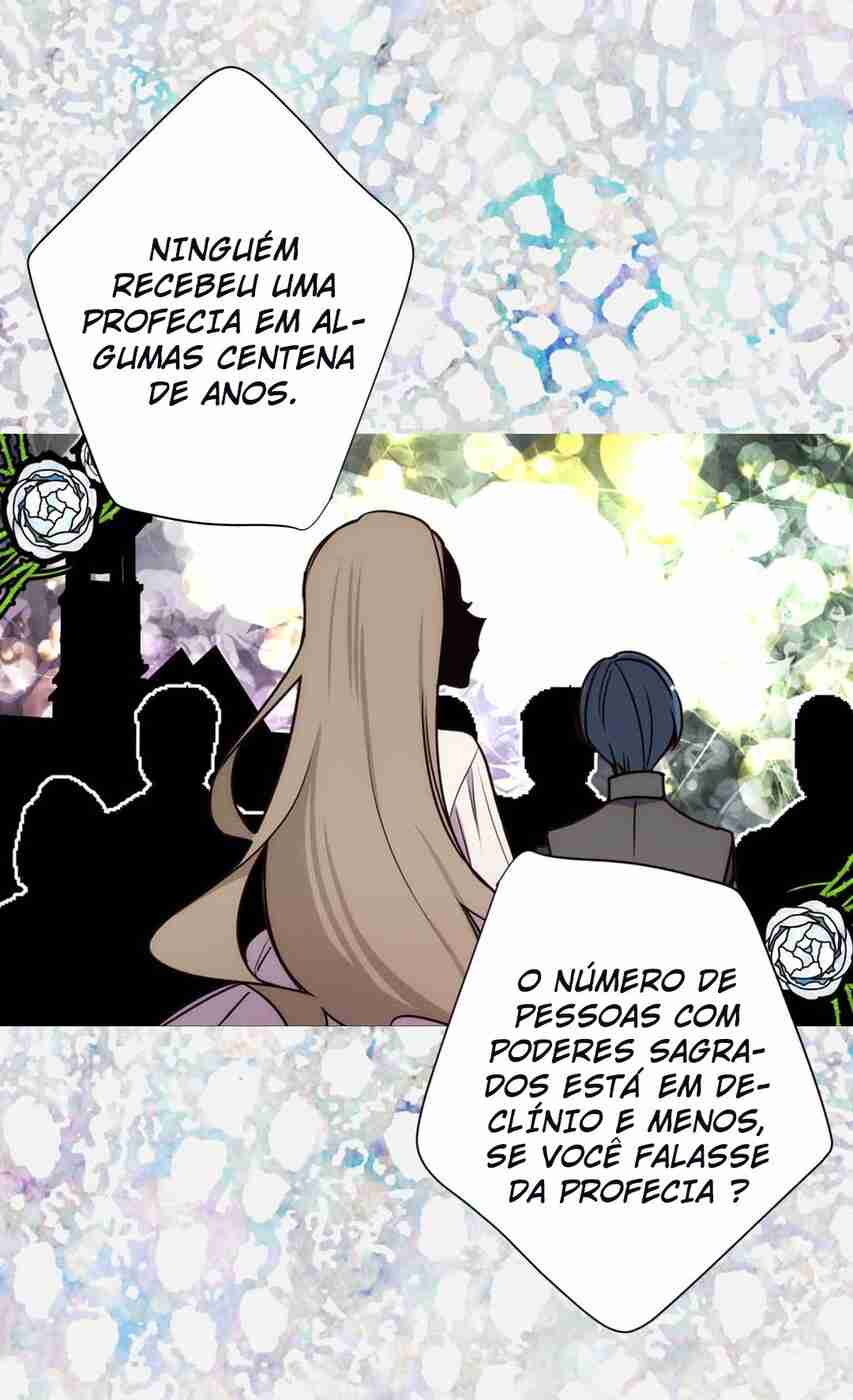 NINGUÉM
RECEBEU UMA
PROFECIA EM AL-
GUMAS CENTENA
DE ANOS.
O NÚMERO DE
PESSOAS COM
PODERES SAGRA-
DOS ESTÁ EM DE-
CLÍNIO E MENOS,
SE VOCÊ FALASSE
DA PROFECIA ?